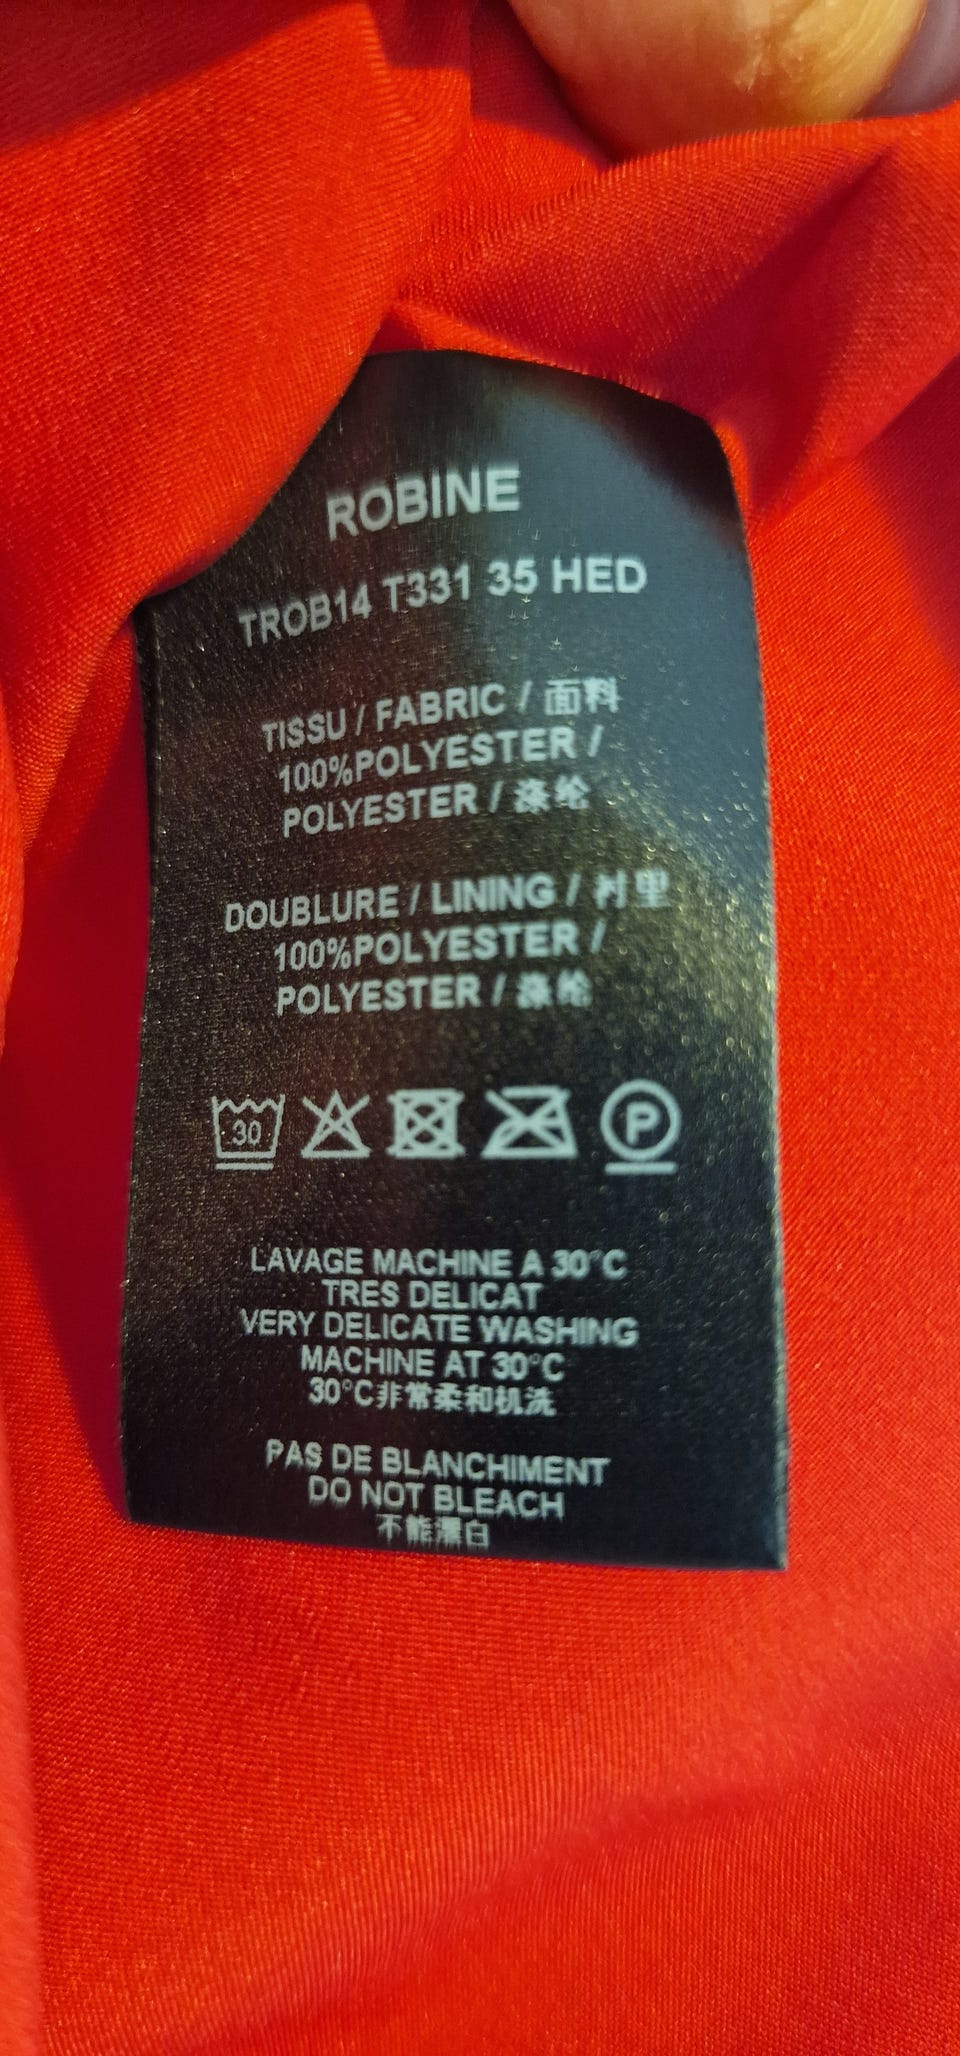 ROBINE
TROB14 T331 35 HED
TISSU / FABRIC / 面料
100%POLYESTER /
POLYESTER / 涤纶
DOUBLURE / LINING / 衬里
100%POLYESTER /
POLYESTER / 涤纶
30 P
LAVAGE MACHINE A 30°C
TRES DELICAT
VERY DELICATE WASHING
MACHINE AT 30°C
30°C非常柔和机洗
PAS DE BLANCHIMENT
DO NOT BLEACH
不能漂白